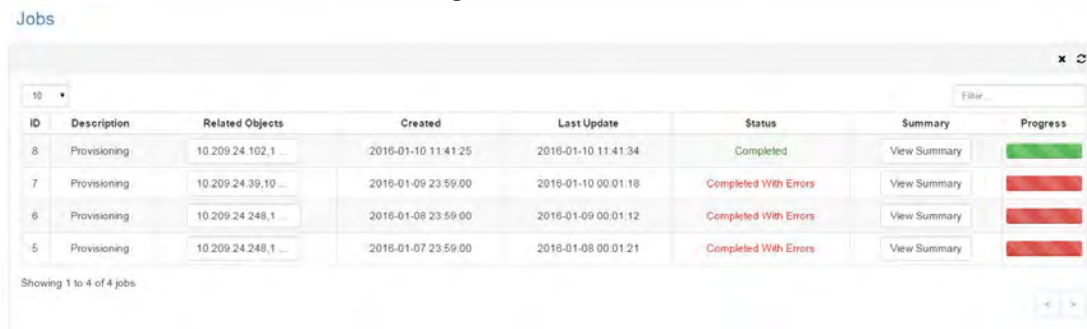 Jobs
10
Filter...
ID Description Related Objects Created Last Update Status Summary Progress
8 Provisioning 10.209.24.102,1 ... 2016-01-10 11:41:25 2016-01-10 11:41:34 Completed View Summary
7 Provisioning 10.209.24.39,10 ... 2016-01-09 23:59:00 2016-01-10 00:01:18 Completed With Errors View Summary
6 Provisioning 10.209.24.248,1 ... 2016-01-08 23:59:00 2016-01-09 00:01:12 Completed With Errors View Summary
5 Provisioning 10.209.24.248,1 ... 2016-01-07 23:59:00 2016-01-08 00:01:21 Completed With Errors View Summary
Showing 1 to 4 of 4 jobs
< >